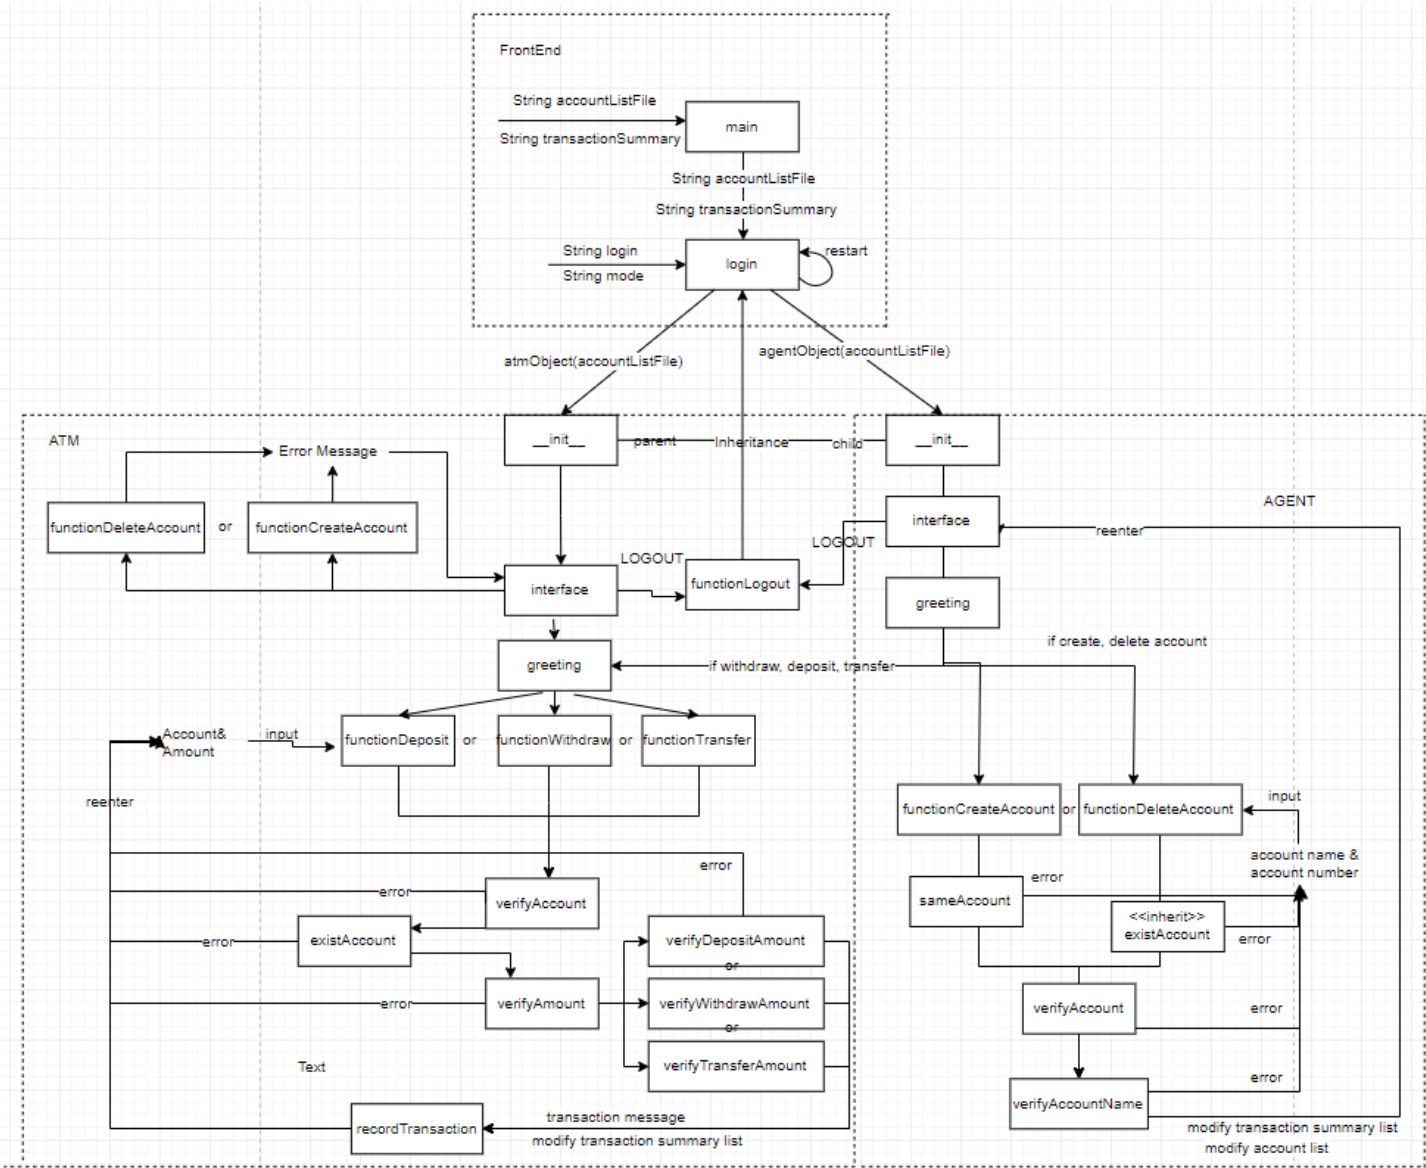 FrontEnd
String accountListFile
main
String transactionSummary
String accountListFile
String transactionSummary
String login
restart
login
String mode
agentObject(accountListFile)
atmObject(accountListFile)
ATM
__init__
parent
Inheritance
child
__init__
Error Message
AGENT
functionDeleteAccount
or
functionCreateAccount
interface
reenter
LOGOUT
LOGOUT
interface
functionLogout
greeting
if create, delete account
greeting
if withdraw, deposit, transfer
Account&
Amount
input
functionDeposit
or
functionWithdraw
or
functionTransfer
reenter
input
functionCreateAccount
or
functionDeleteAccount
account name &
account number
error
error
error
verifyAccount
sameAccount
<<inherit>>
existAccount
error
error
existAccount
verifyDepositAmount
or
error
verifyAmount
verifyWithdrawAmount
or
verifyAccount
error
Text
verifyTransferAmount
error
verifyAccountName
transaction message
recordTransaction
modify transaction summary list
modify transaction summary list
modify account list